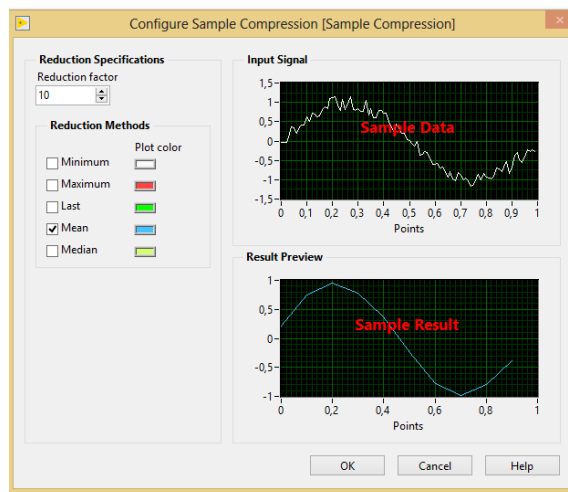 Configure Sample Compression [Sample Compression]
Reduction Specifications
Reduction factor
10
Reduction Methods
Plot color
Minimum
Maximum
Last
Mean
Median
Input Signal
1,5
1
0,5
0
-0,5
-1
-1,5
Sample Data
0 0,1 0,2 0,3 0,4 0,5 0,6 0,7 0,8 0,9 1
Points
Result Preview
1
0,5
0
-0,5
-1
Sample Result
0 0,2 0,4 0,6 0,8 1
Points
OK Cancel Help